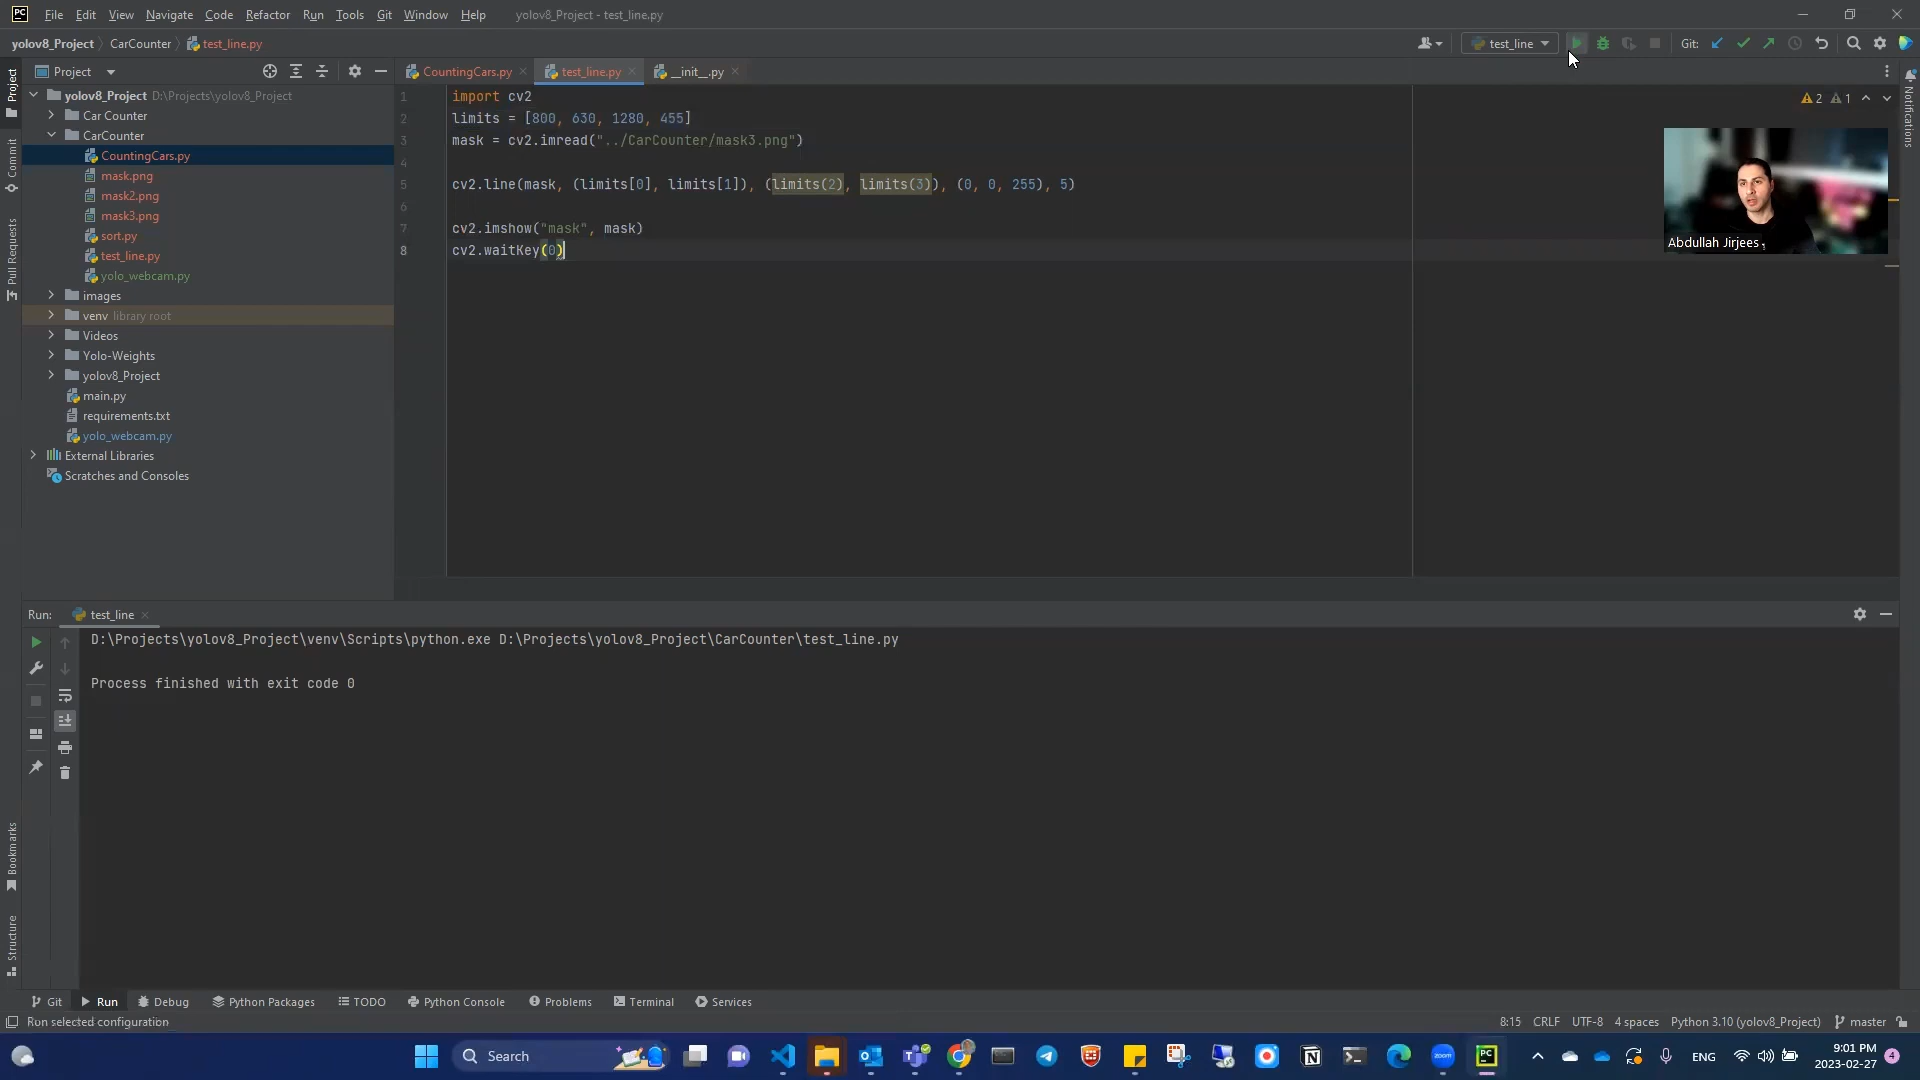 PC File Edit View Navigate Code Refactor Run Tools Git Window Help yolov8_Project - test_line.py
yolov8_Project CarCounter test_line.py test_line Git:
Project CountingCars.py test_line.py __init__.py
Project
Commit
Pull Requests
Bookmarks
Structure
Notifications
yolov8_Project D:\Projects\yolov8_Project
Car Counter
CarCounter
CountingCars.py
mask.png
mask2.png
mask3.png
sort.py
test_line.py
yolo_webcam.py
images
venv library root
Videos
Yolo-Weights
yolov8_Project
main.py
requirements.txt
yolo_webcam.py
External Libraries
Scratches and Consoles
1 import cv2
2 limits = [800, 630, 1280, 455]
3 mask = cv2.imread("../CarCounter/mask3.png")
4
5 cv2.line(mask, (limits[0], limits[1]), (limits(2), limits(3)), (0, 0, 255), 5)
6
7 cv2.imshow("mask", mask)
8 cv2.waitKey(0)
2 1
Abdullah Jirjees
Run: test_line
D:\Projects\yolov8_Project\venv\Scripts\python.exe D:\Projects\yolov8_Project\CarCounter\test_line.py
Process finished with exit code 0
Git Run Debug Python Packages TODO Python Console Problems Terminal Services
Run selected configuration 8:15 CRLF UTF-8 4 spaces Python 3.10 (yolov8_Project) master
Search zoom PC ENG 9:01 PM 4
2023-02-27